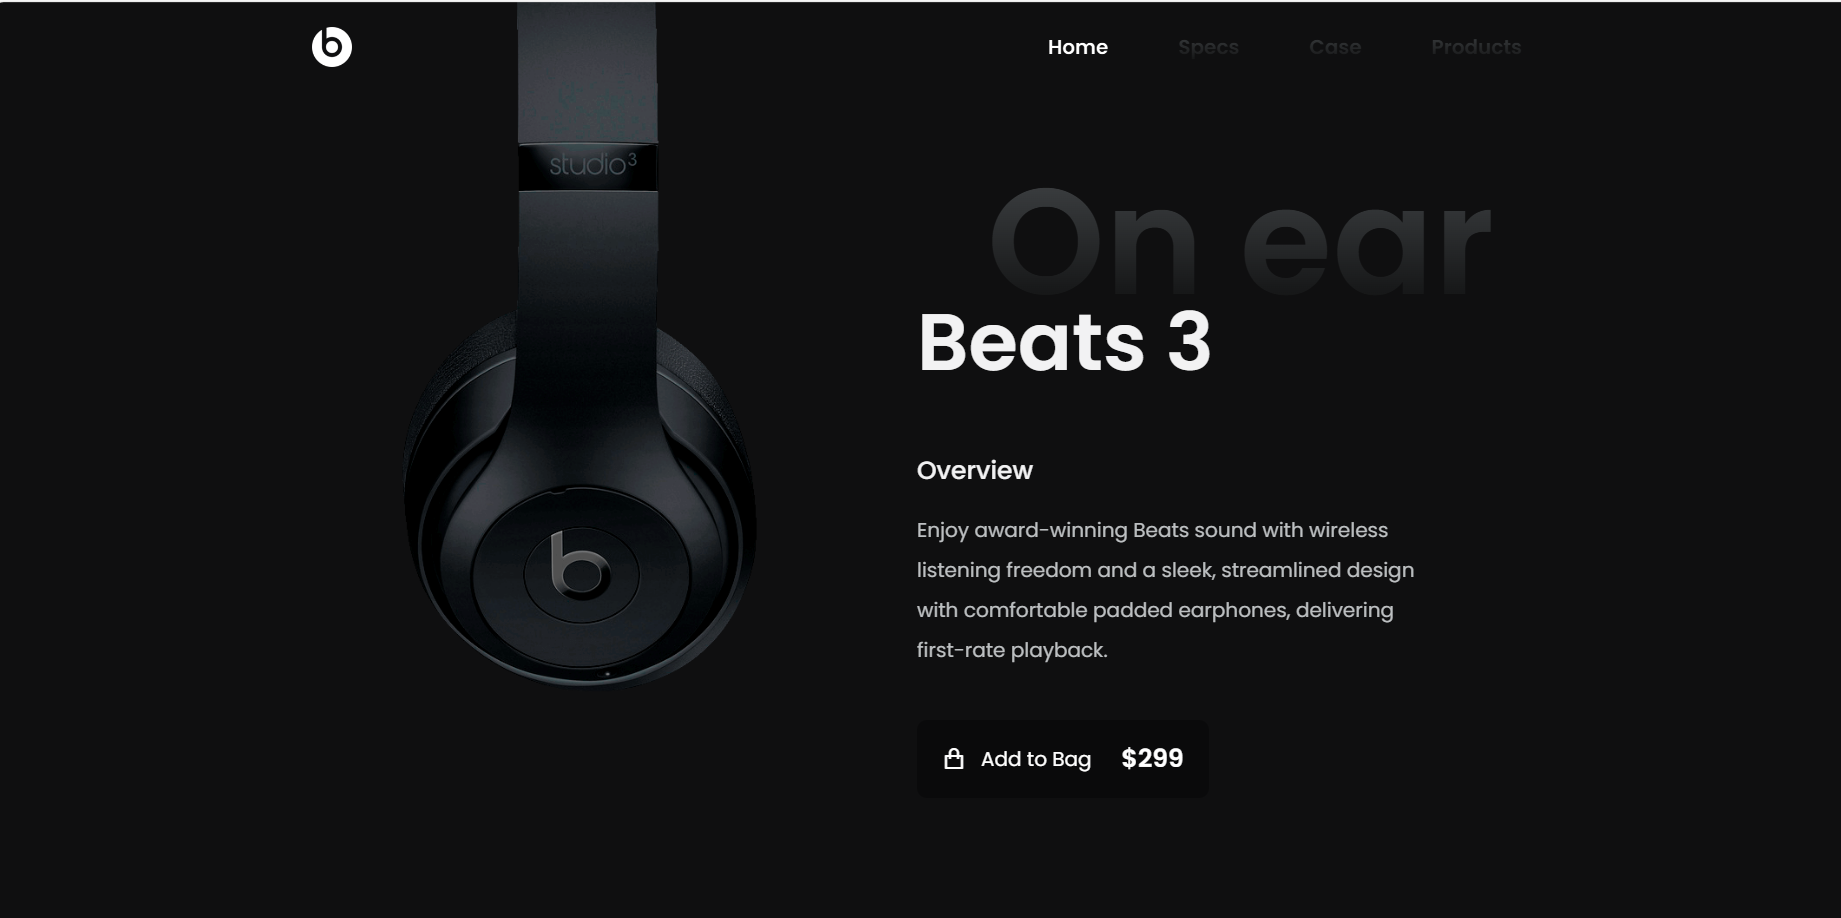 Home Specs Case Products
studio3
On ear
Beats 3
Overview
Enjoy award-winning Beats sound with wireless
listening freedom and a sleek, streamlined design
with comfortable padded earphones, delivering
first-rate playback.
Add to Bag $299